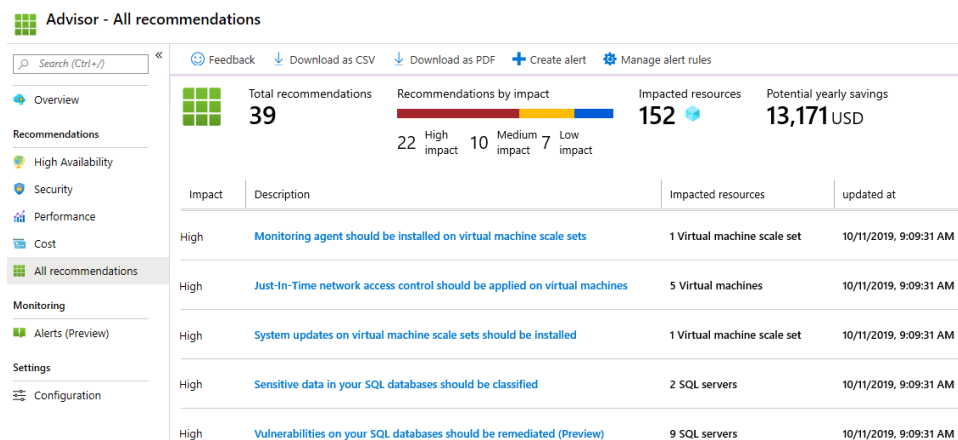 Advisor - All recommendations
Search (Ctrl+/)
«
Overview
Recommendations
High Availability
Security
Performance
Cost
All recommendations
Monitoring
Alerts (Preview)
Settings
Configuration
Feedback
Download as CSV
Download as PDF
Create alert
Manage alert rules
Total recommendations
39
Recommendations by impact
22 High impact
10 Medium impact
7 Low impact
Impacted resources
152
Potential yearly savings
13,171 USD
Impact Description Impacted resources updated at
High Monitoring agent should be installed on virtual machine scale sets 1 Virtual machine scale set 10/11/2019, 9:09:31 AM
High Just-In-Time network access control should be applied on virtual machines 5 Virtual machines 10/11/2019, 9:09:31 AM
High System updates on virtual machine scale sets should be installed 1 Virtual machine scale set 10/11/2019, 9:09:31 AM
High Sensitive data in your SQL databases should be classified 2 SQL servers 10/11/2019, 9:09:31 AM
High Vulnerabilities on your SQL databases should be remediated (Preview) 9 SQL servers 10/11/2019, 9:09:31 AM